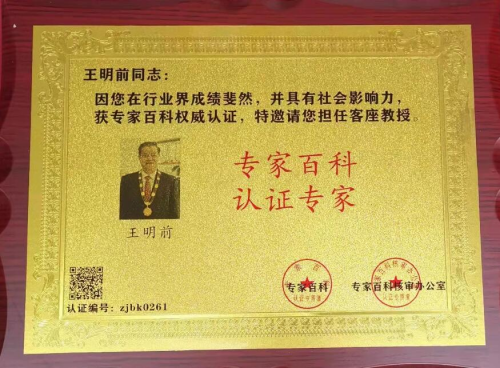 王明前同志：
因您在行业界成绩斐然，并具有社会影响力，
获专家百科权威认证，特邀请您担任客座教授。
专家百科
认证专家
王明前
专家百科
专家百科核审办公室
认证编号：zjbk0261